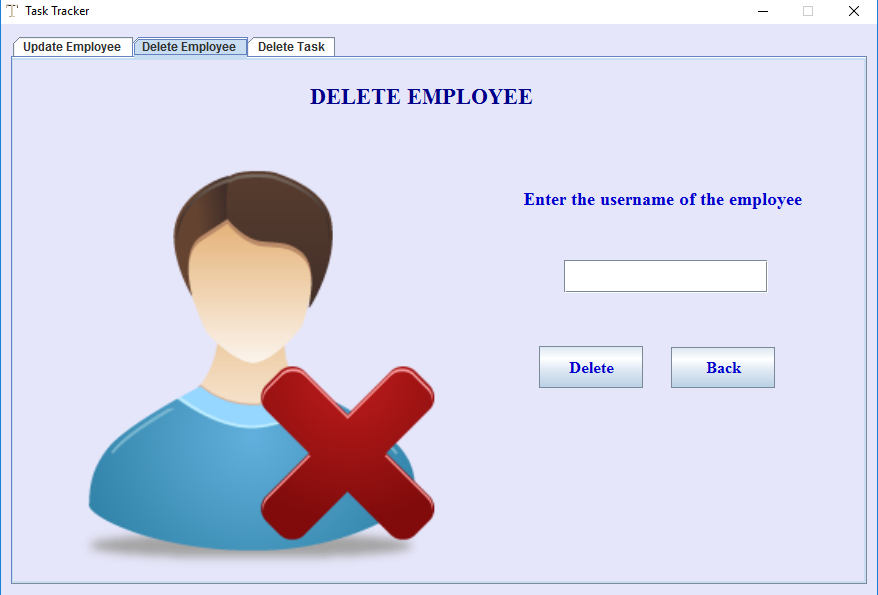 Task Tracker
Update Employee Delete Employee Delete Task
DELETE EMPLOYEE
Enter the username of the employee
Delete Back